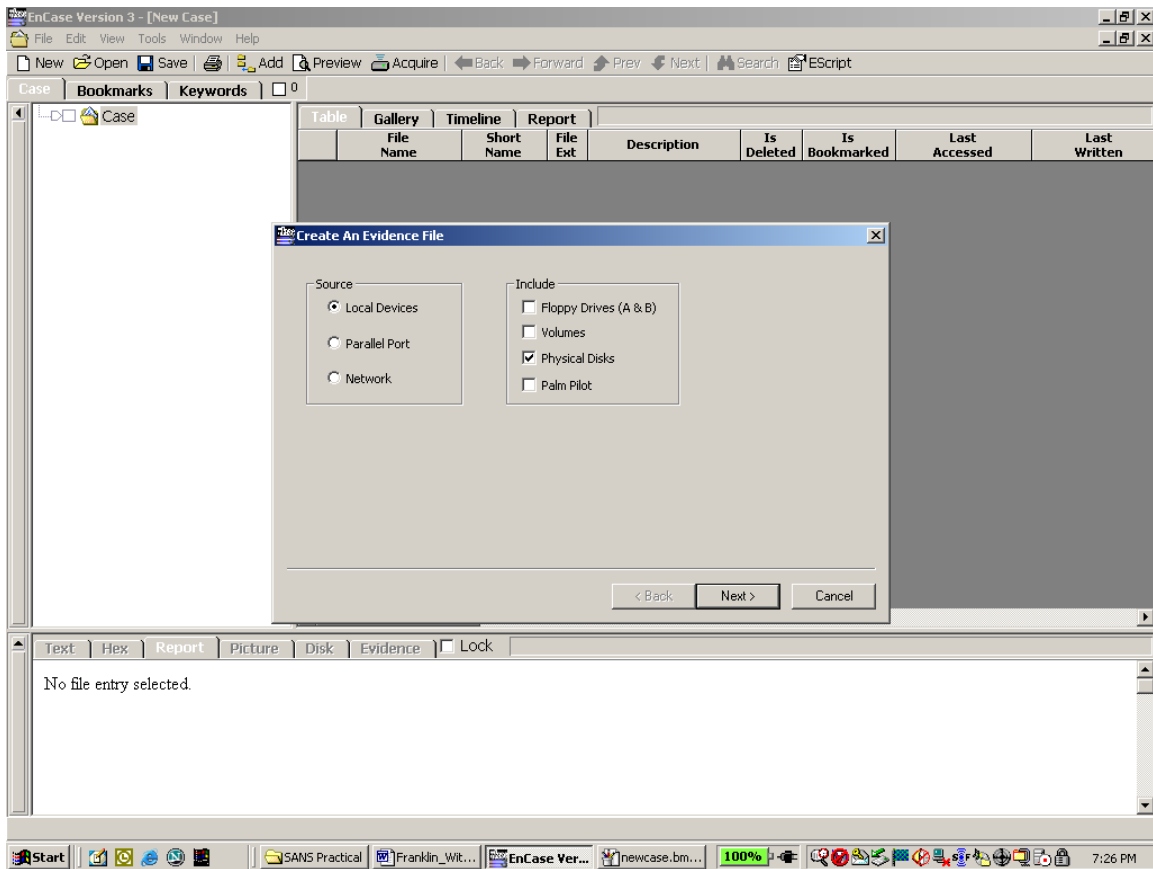 EnCase Version 3 - [New Case]
File Edit View Tools Window Help
New Open Save Add Preview Acquire Back Forward Prev Next Search EScript
Case Bookmarks Keywords 0
Case
Table Gallery Timeline Report
File Name Short Name File Ext Description Is Deleted Is Bookmarked Last Accessed Last Written
Create An Evidence File
Source
Local Devices
Parallel Port
Network
Include
Floppy Drives (A & B)
Volumes
Physical Disks
Palm Pilot
< Back Next > Cancel
Text Hex Report Picture Disk Evidence Lock
No file entry selected.
Start SANS Practical Franklin_Wit... EnCase Ver... newcase.bm... 100% 7:26 PM